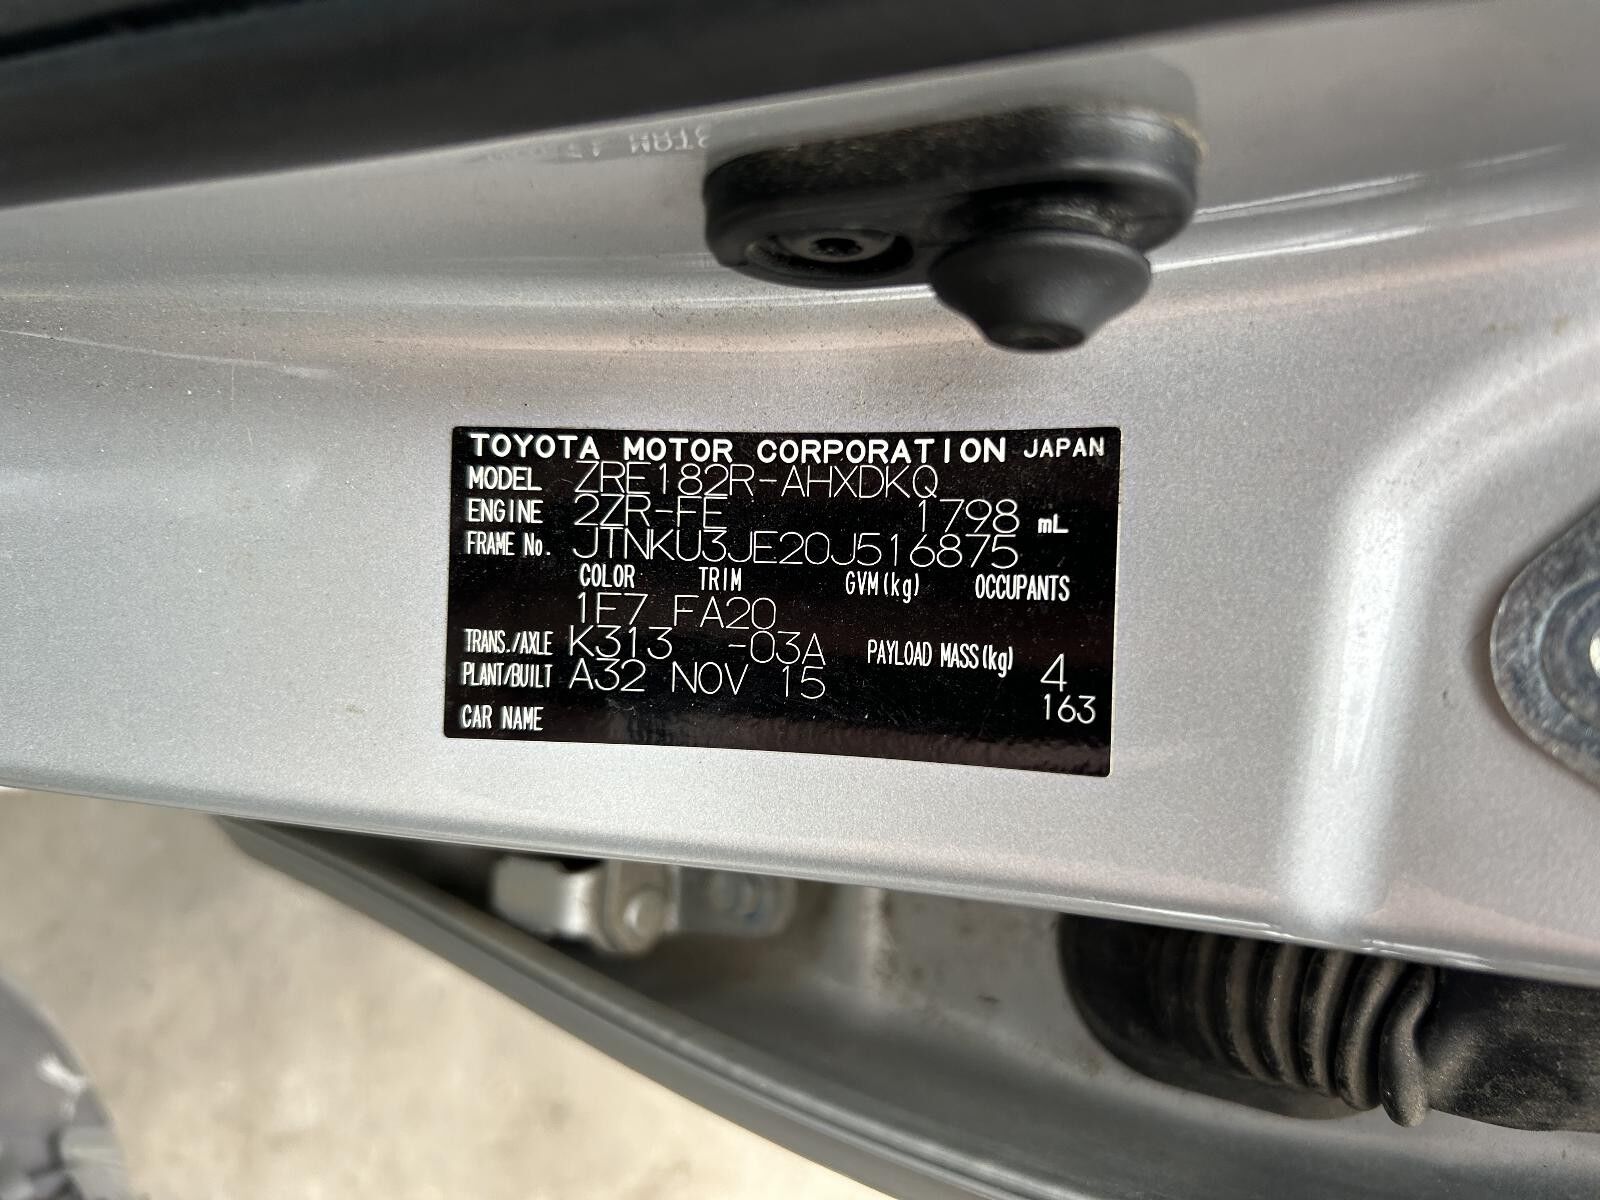 TOYOTA MOTOR CORPORATION JAPAN
MODEL ZRE182R-AHXDKQ
ENGINE 2ZR-FE 1798 mL
FRAME No. JTNKU3JE20J516875
COLOR TRIM GVM(kg) OCCUPANTS
1F7 FA20
TRANS./AXLE K313 -03A PAYLOAD MASS(kg) 4
PLANT/BUILT A32 NOV 15 163
CAR NAME